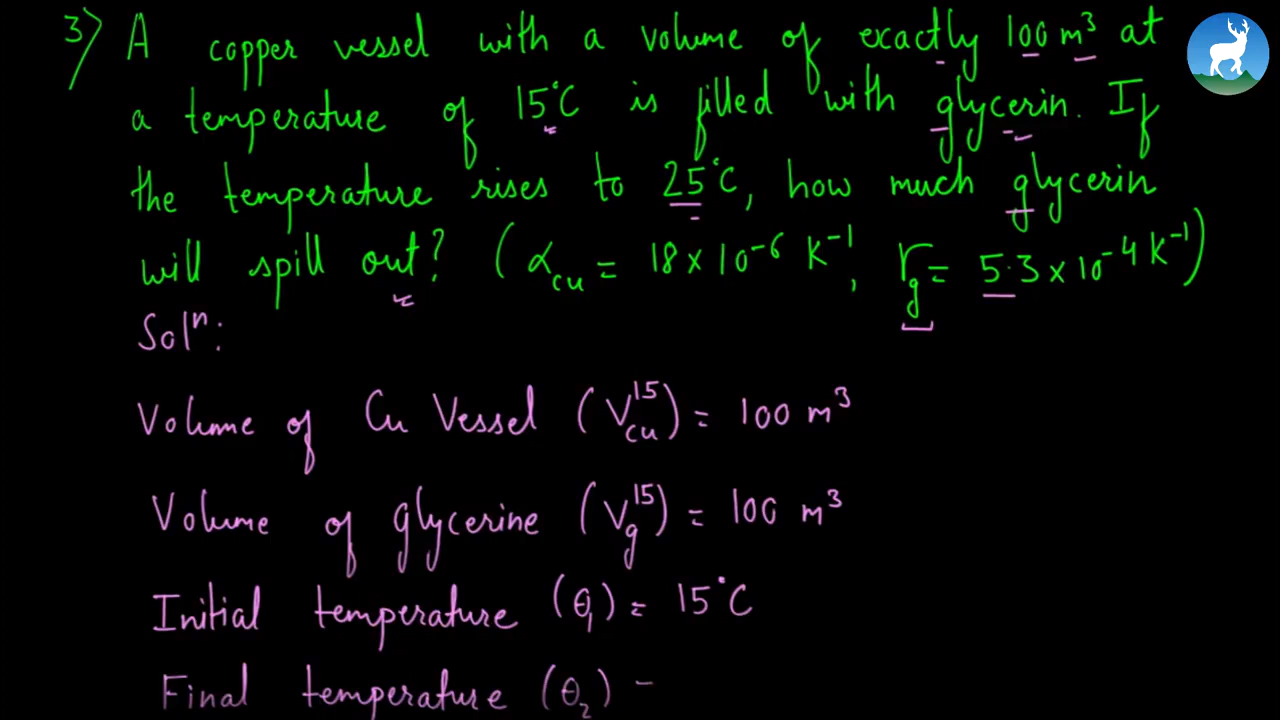 3) A copper vessel with a volume of exactly 100 m³ at
a temperature of 15°C is filled with glycerin. If
the temperature rises to 25°C, how much glycerin
will spill out? (α_cu = 18 × 10⁻⁶ K⁻¹, γ_g = 5.3 × 10⁻⁴ K⁻¹)
Solⁿ:
Volume of Cu Vessel (V_cu^15) = 100 m³
Volume of glycerine (V_g^15) = 100 m³
Initial temperature (θ₁) = 15°C
Final temperature (θ₂) -